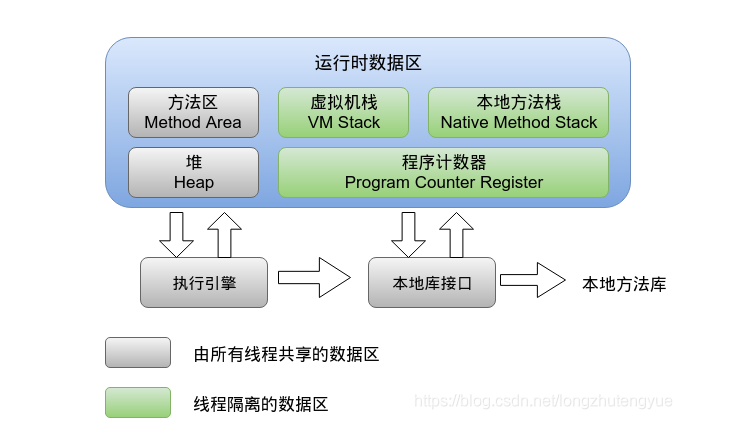 运行时数据区
方法区
Method Area
虚拟机栈
VM Stack
本地方法栈
Native Method Stack
堆
Heap
程序计数器
Program Counter Register
执行引擎
本地库接口
本地方法库
由所有线程共享的数据区
线程隔离的数据区
https://blog.csdn.net/longzhutengyue